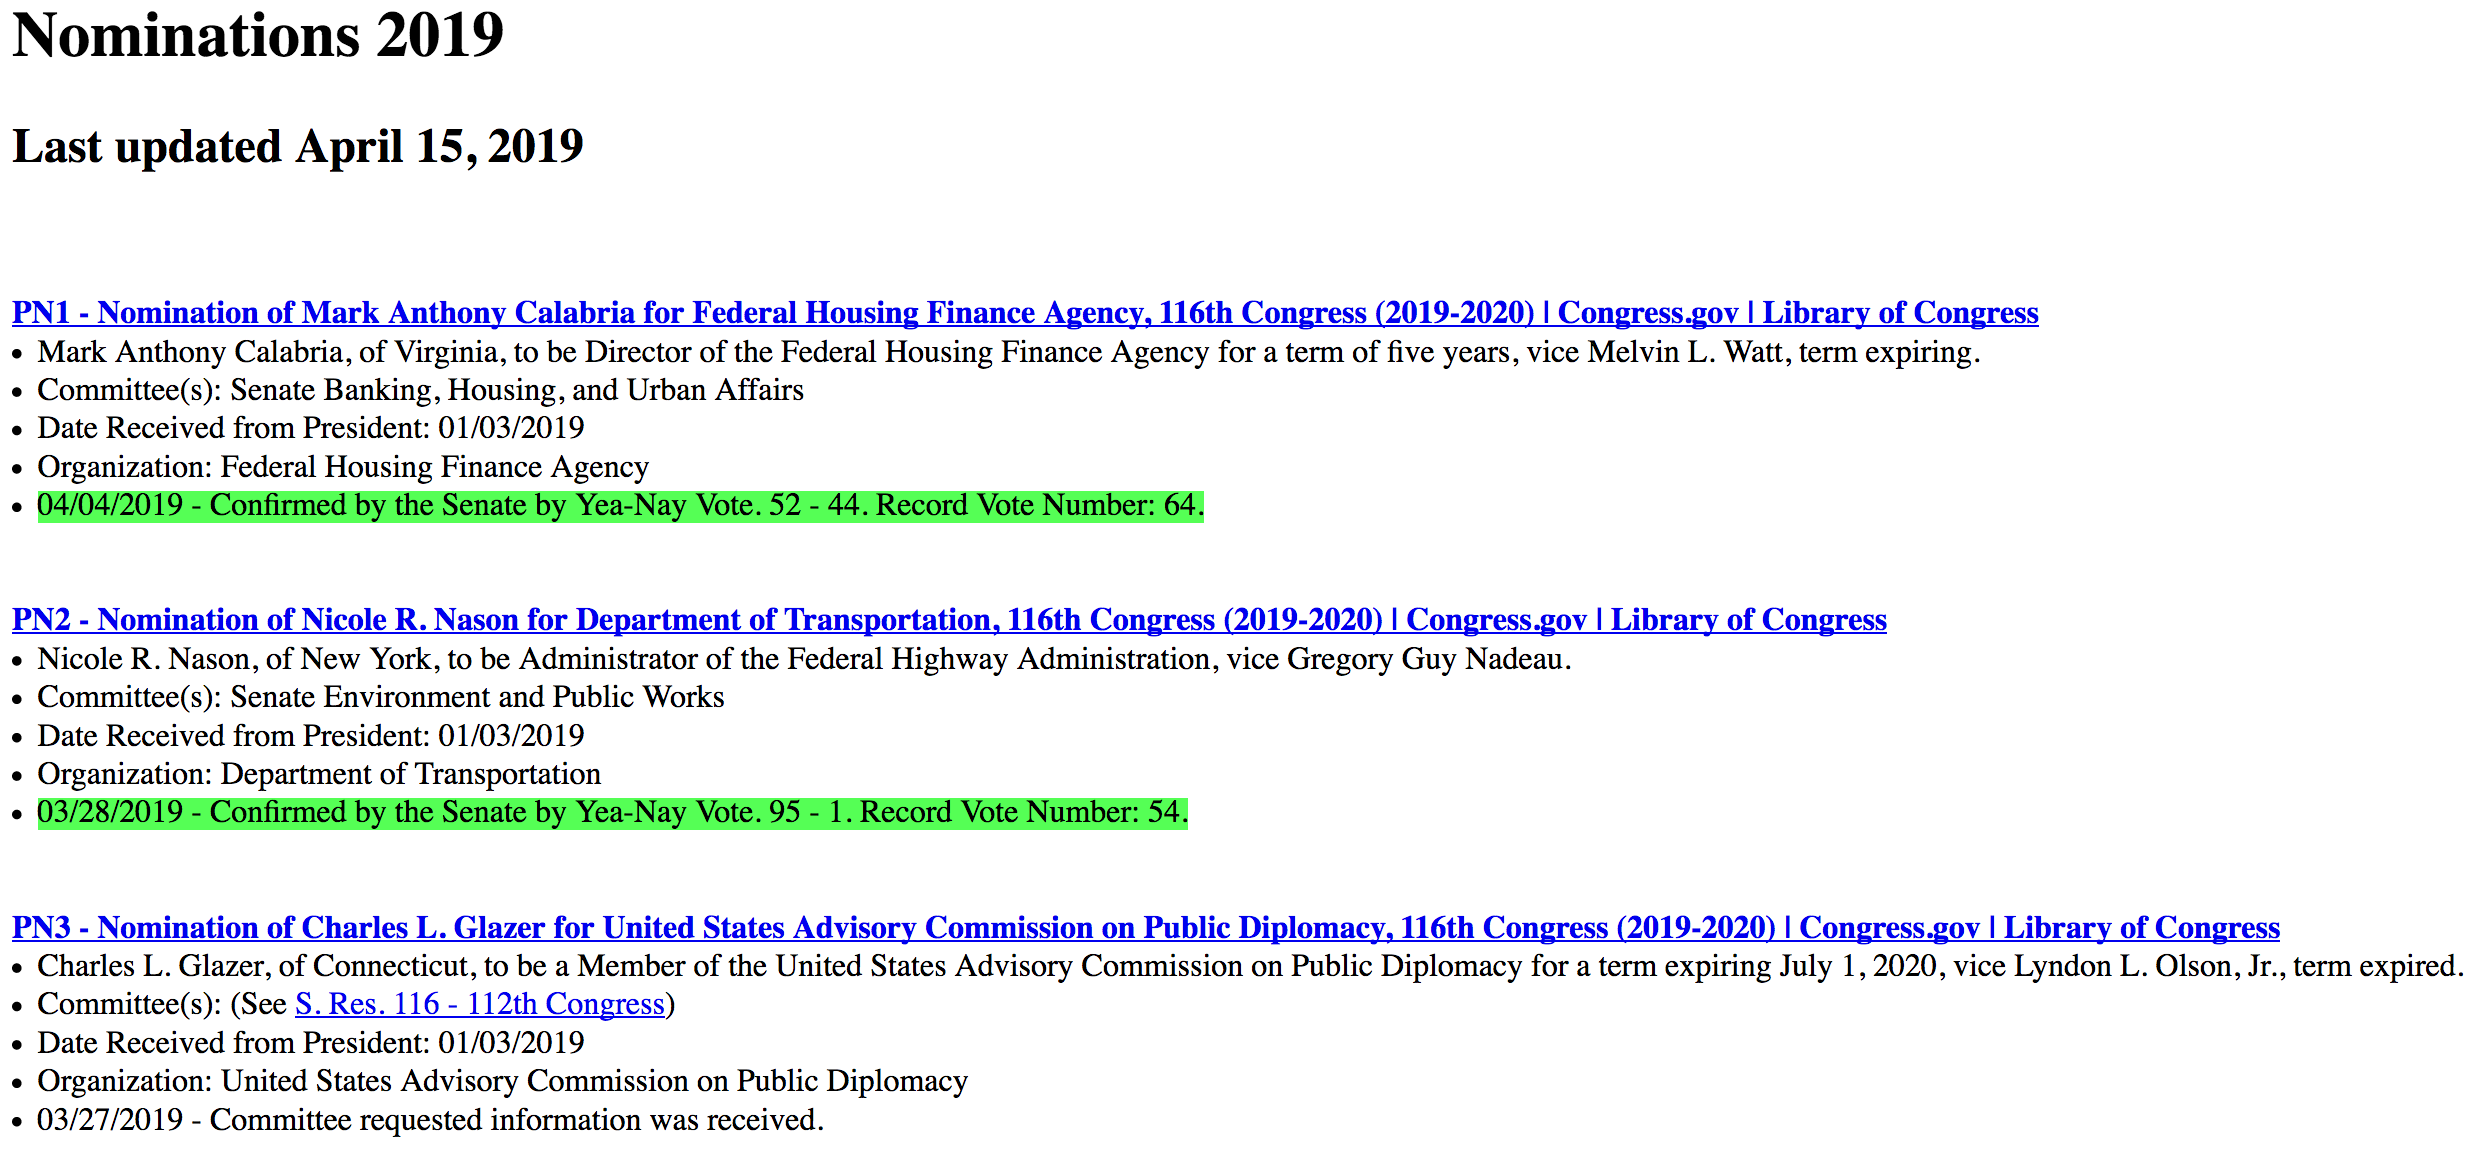 Nominations 2019
Last updated April 15, 2019
PN1 - Nomination of Mark Anthony Calabria for Federal Housing Finance Agency, 116th Congress (2019-2020) | Congress.gov | Library of Congress
• Mark Anthony Calabria, of Virginia, to be Director of the Federal Housing Finance Agency for a term of five years, vice Melvin L. Watt, term expiring.
• Committee(s): Senate Banking, Housing, and Urban Affairs
• Date Received from President: 01/03/2019
• Organization: Federal Housing Finance Agency
• 04/04/2019 - Confirmed by the Senate by Yea-Nay Vote. 52 - 44. Record Vote Number: 64.
PN2 - Nomination of Nicole R. Nason for Department of Transportation, 116th Congress (2019-2020) | Congress.gov | Library of Congress
• Nicole R. Nason, of New York, to be Administrator of the Federal Highway Administration, vice Gregory Guy Nadeau.
• Committee(s): Senate Environment and Public Works
• Date Received from President: 01/03/2019
• Organization: Department of Transportation
• 03/28/2019 - Confirmed by the Senate by Yea-Nay Vote. 95 - 1. Record Vote Number: 54.
PN3 - Nomination of Charles L. Glazer for United States Advisory Commission on Public Diplomacy, 116th Congress (2019-2020) | Congress.gov | Library of Congress
• Charles L. Glazer, of Connecticut, to be a Member of the United States Advisory Commission on Public Diplomacy for a term expiring July 1, 2020, vice Lyndon L. Olson, Jr., term expired.
• Committee(s): (See S. Res. 116 - 112th Congress)
• Date Received from President: 01/03/2019
• Organization: United States Advisory Commission on Public Diplomacy
• 03/27/2019 - Committee requested information was received.